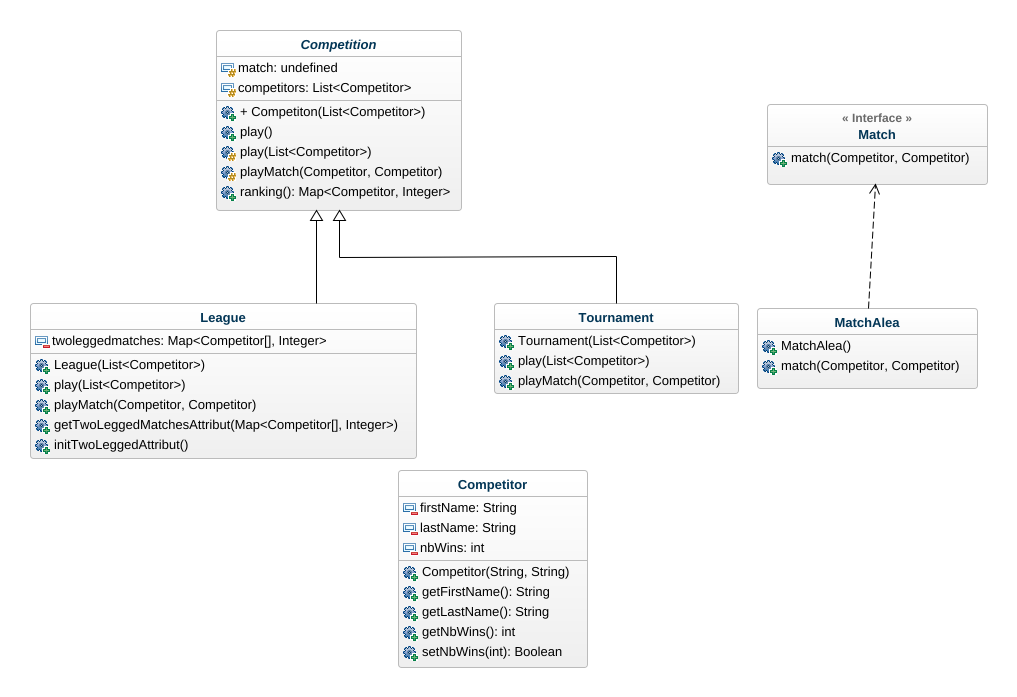 Competition
match: undefined
competitors: List<Competitor>
+ Competiton(List<Competitor>)
play()
play(List<Competitor>)
playMatch(Competitor, Competitor)
ranking(): Map<Competitor, Integer>
« Interface »
Match
match(Competitor, Competitor)
League
twoleggedmatches: Map<Competitor[], Integer>
League(List<Competitor>)
play(List<Competitor>)
playMatch(Competitor, Competitor)
getTwoLeggedMatchesAttribut(Map<Competitor[], Integer>)
initTwoLeggedAttribut()
Tournament
Tournament(List<Competitor>)
play(List<Competitor>)
playMatch(Competitor, Competitor)
MatchAlea
MatchAlea()
match(Competitor, Competitor)
Competitor
firstName: String
lastName: String
nbWins: int
Competitor(String, String)
getFirstName(): String
getLastName(): String
getNbWins(): int
setNbWins(int): Boolean